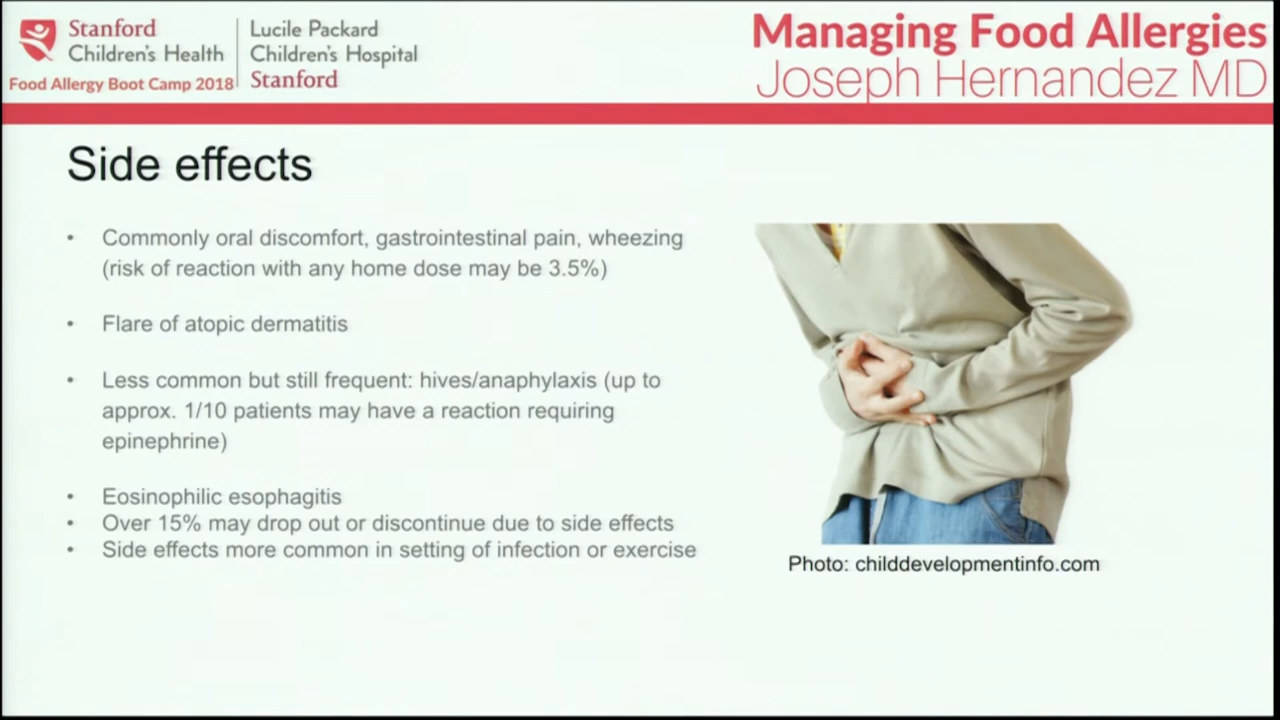 Stanford
Children's Health
Food Allergy Boot Camp 2018
Lucile Packard
Children's Hospital
Stanford
Managing Food Allergies
Joseph Hernandez MD
Side effects
• Commonly oral discomfort, gastrointestinal pain, wheezing
(risk of reaction with any home dose may be 3.5%)
• Flare of atopic dermatitis
• Less common but still frequent: hives/anaphylaxis (up to
approx. 1/10 patients may have a reaction requiring
epinephrine)
• Eosinophilic esophagitis
• Over 15% may drop out or discontinue due to side effects
• Side effects more common in setting of infection or exercise
Photo: childdevelopmentinfo.com